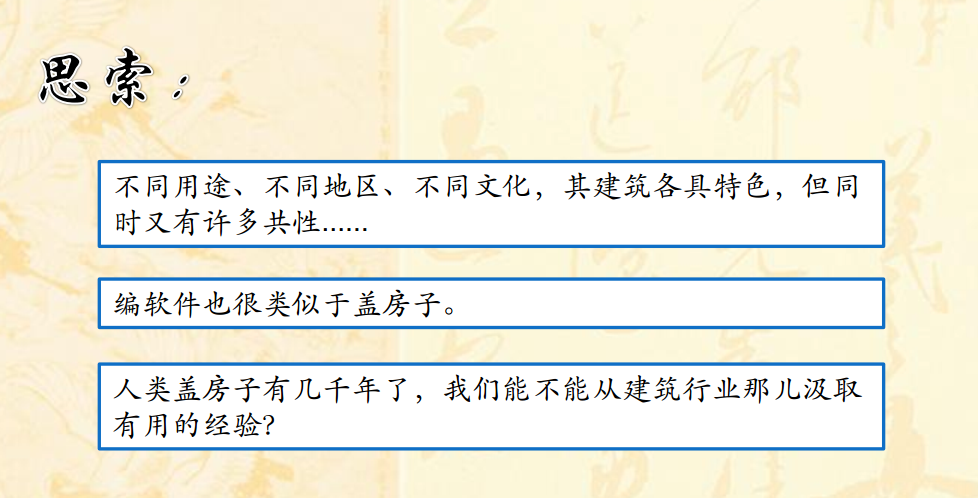 思索：
不同用途、不同地区、不同文化，其建筑各具特色，但同
时又有许多共性......
编软件也很类似于盖房子。
人类盖房子有几千年了，我们能不能从建筑行业那儿汲取
有用的经验?